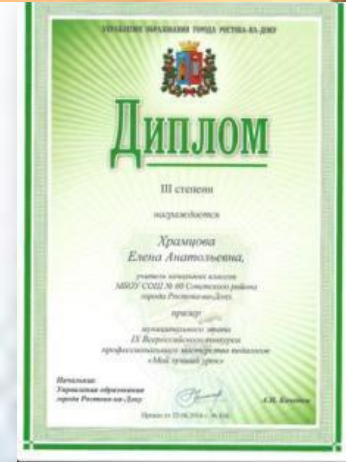 УПРАВЛЕНИЕ ОБРАЗОВАНИЯ ГОРОДА РОСТОВА-НА-ДОНУ
Диплом
III степени
награждается
Храмцова
Елена Анатольевна,
учитель начальных классов
МБОУ СОШ № 60 Советского района
города Ростова-на-Дону,
призер
муниципального этапа
IX Всероссийского конкурса
профессионального мастерства педагогов
«Мой лучший урок»
Начальник
Управления образования
города Ростова-на-Дону
А.П.
Приказ от